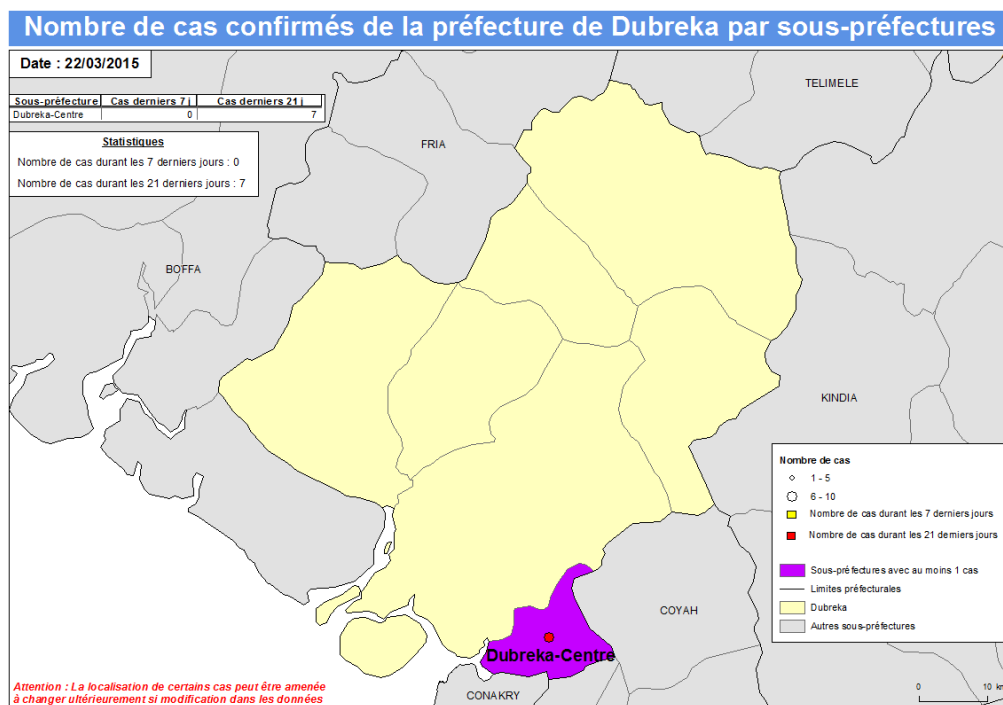 Nombre de cas confirmés de la préfecture de Dubreka par sous-préfectures
Date : 22/03/2015
Sous-préfecture Cas derniers 7 j Cas derniers 21 j
Dubreka-Centre 0 7
Statistiques
Nombre de cas durant les 7 derniers jours : 0
Nombre de cas durant les 21 derniers jours : 7
TELIMELE
FRIA
BOFFA
KINDIA
COYAH
Dubreka-Centre
CONAKRY
Nombre de cas
1 - 5
6 - 10
Nombre de cas durant les 7 derniers jours
Nombre de cas durant les 21 derniers jours
Sous-préfectures avec au moins 1 cas
Limites préfecturales
Dubreka
Autres sous-préfectures
0 10 km
Attention : La localisation de certains cas peut être amenée
à changer ultérieurement si modification dans les données